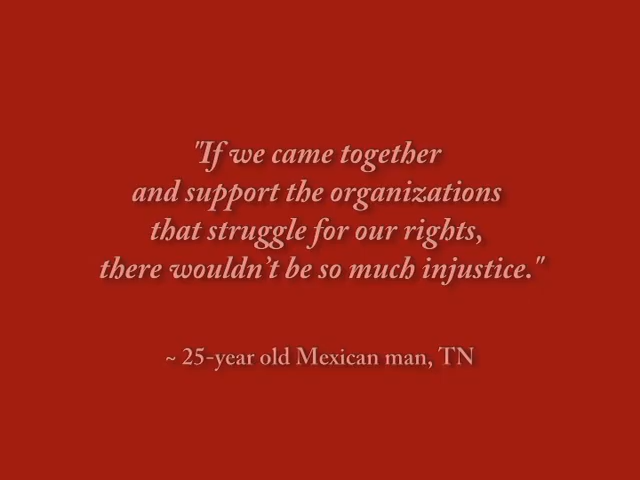 "If we came together
and support the organizations
that struggle for our rights,
there wouldn't be so much injustice."
~ 25-year old Mexican man, TN